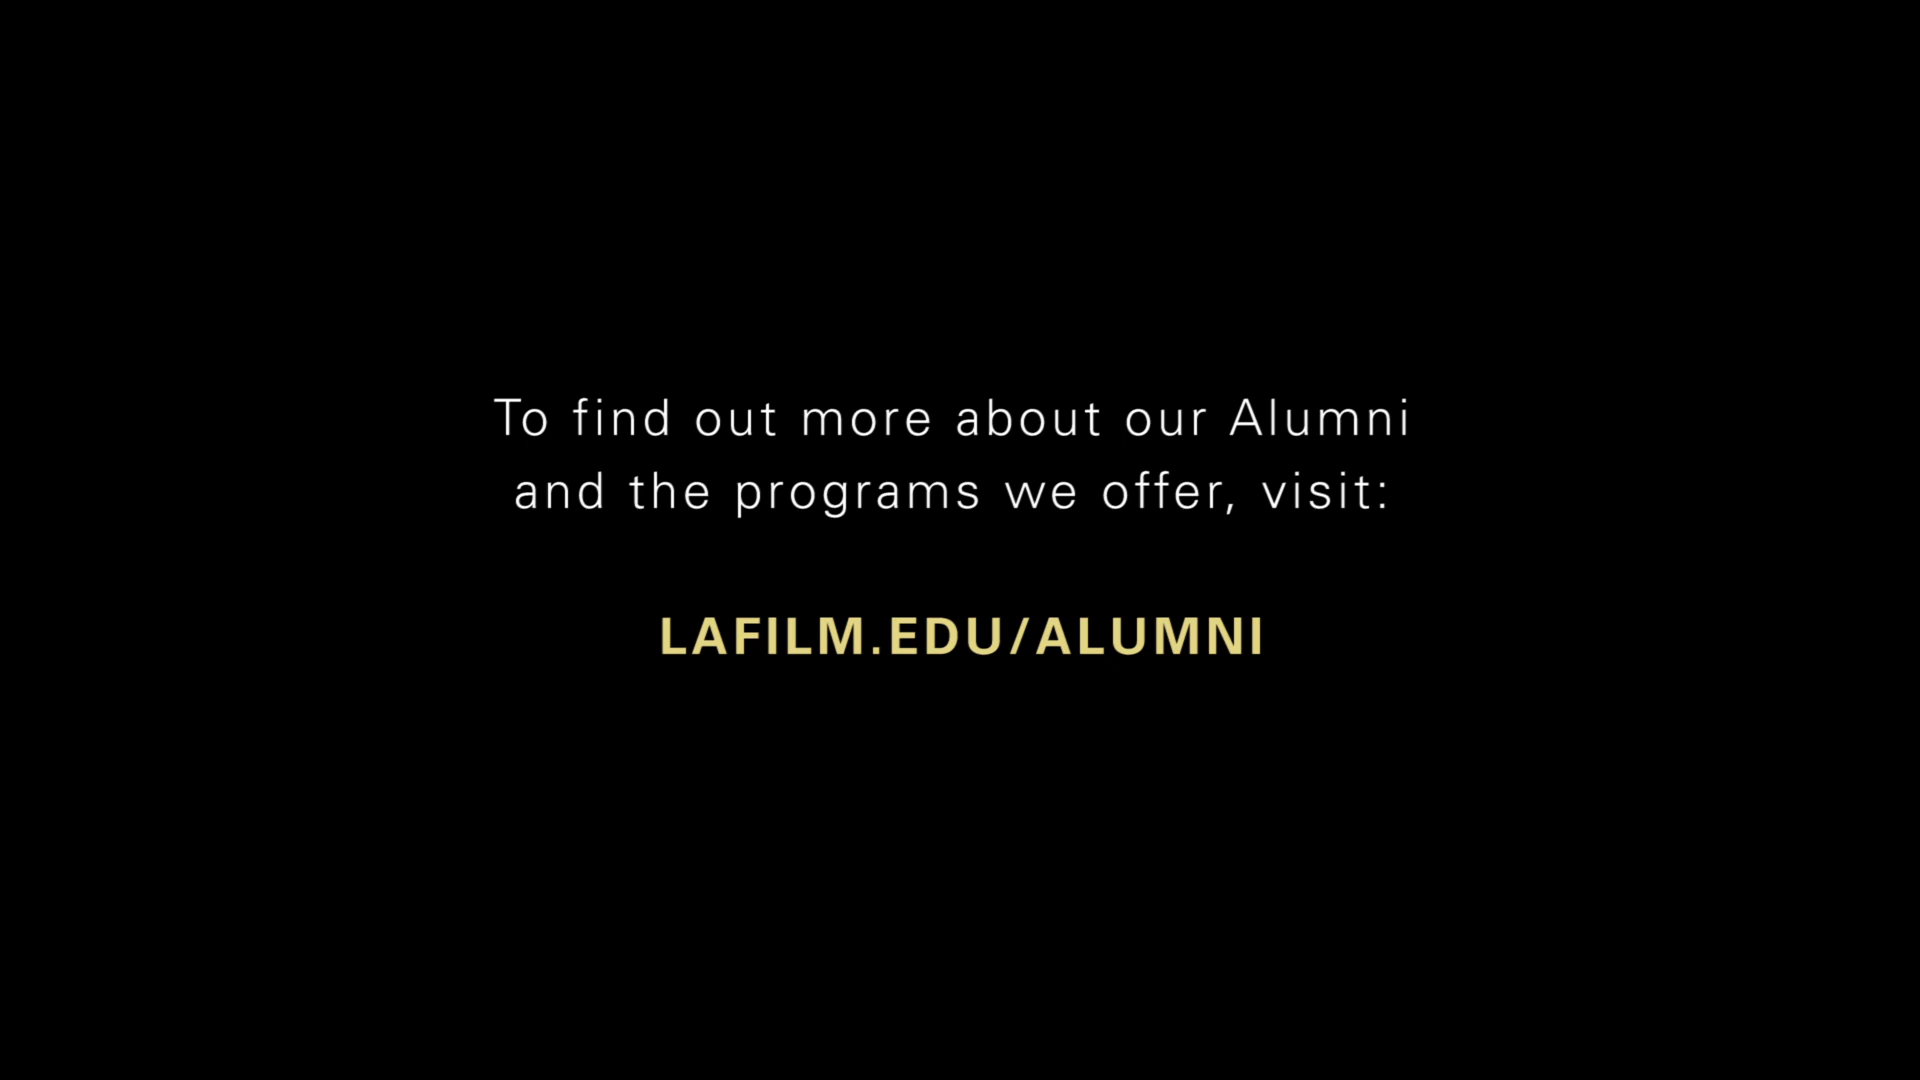 To find out more about our Alumni
and the programs we offer, visit:
LAFILM.EDU/ALUMNI